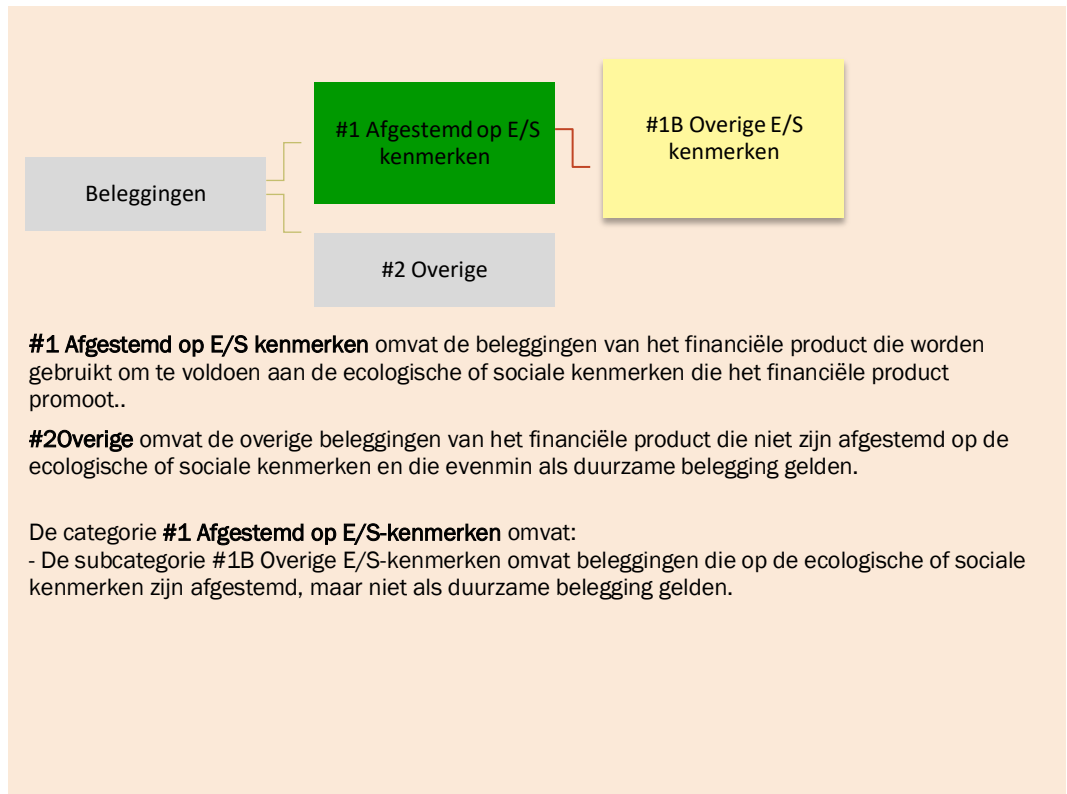 #1 Afgestemd op E/S
kenmerken
#1B Overige E/S
kenmerken
Beleggingen
#2 Overige
#1 Afgestemd op E/S kenmerken omvat de beleggingen van het financiële product die worden
gebruikt om te voldoen aan de ecologische of sociale kenmerken die het financiële product
promoot..
#2Overige omvat de overige beleggingen van het financiële product die niet zijn afgestemd op de
ecologische of sociale kenmerken en die evenmin als duurzame belegging gelden.
De categorie #1 Afgestemd op E/S-kenmerken omvat:
- De subcategorie #1B Overige E/S-kenmerken omvat beleggingen die op de ecologische of sociale
kenmerken zijn afgestemd, maar niet als duurzame belegging gelden.